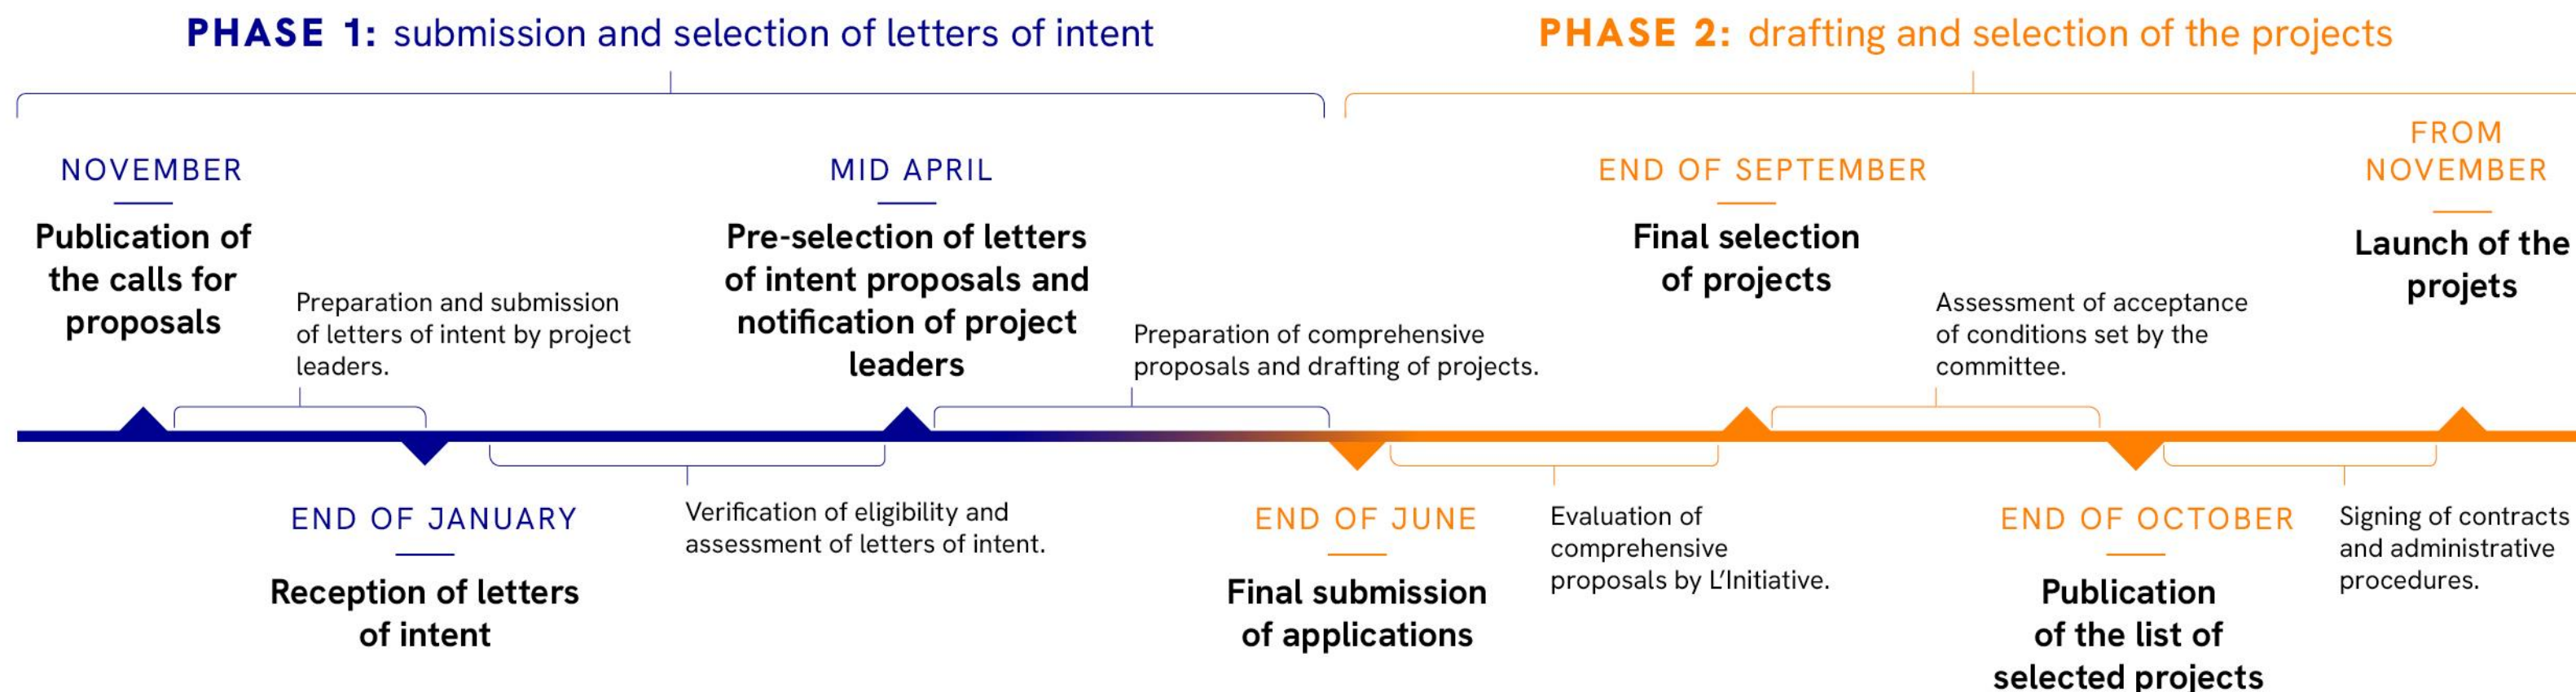 PHASE 1: submission and selection of letters of intent
NOVEMBER
Publication of
the calls for
proposals
Preparation and submission
of letters of intent by project
leaders.
END OF JANUARY
Reception of letters
of intent
Verification of eligibility and
assessment of letters of intent.
MID APRIL
Pre-selection of letters
of intent proposals and
notification of project
leaders
Preparation of comprehensive
proposals and drafting of projects.
PHASE 2: drafting and selection of the projects
END OF JUNE
Final submission
of applications
Evaluation of
comprehensive
proposals by L’Initiative.
END OF SEPTEMBER
Final selection
of projects
Assessment of acceptance
of conditions set by the
committee.
END OF OCTOBER
Publication
of the list of
selected projects
Signing of contracts
and administrative
procedures.
FROM
NOVEMBER
Launch of the
projets